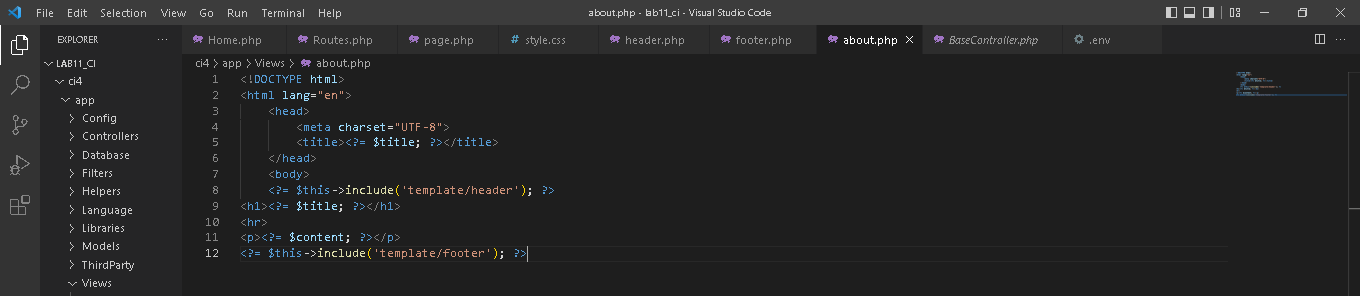 File Edit Selection View Go Run Terminal Help about.php - lab11_ci - Visual Studio Code
EXPLORER ··· Home.php Routes.php page.php # style.css header.php footer.php about.php BaseController.php .env ···
LAB11_CI ci4 > app > Views > about.php
ci4
app
Config
Controllers
Database
Filters
Helpers
Language
Libraries
Models
ThirdParty
Views
1 <!DOCTYPE html>
2 <html lang="en">
3 <head>
4 <meta charset="UTF-8">
5 <title><?= $title; ?></title>
6 </head>
7 <body>
8 <?= $this->include('template/header'); ?>
9 <h1><?= $title; ?></h1>
10 <hr>
11 <p><?= $content; ?></p>
12 <?= $this->include('template/footer'); ?>